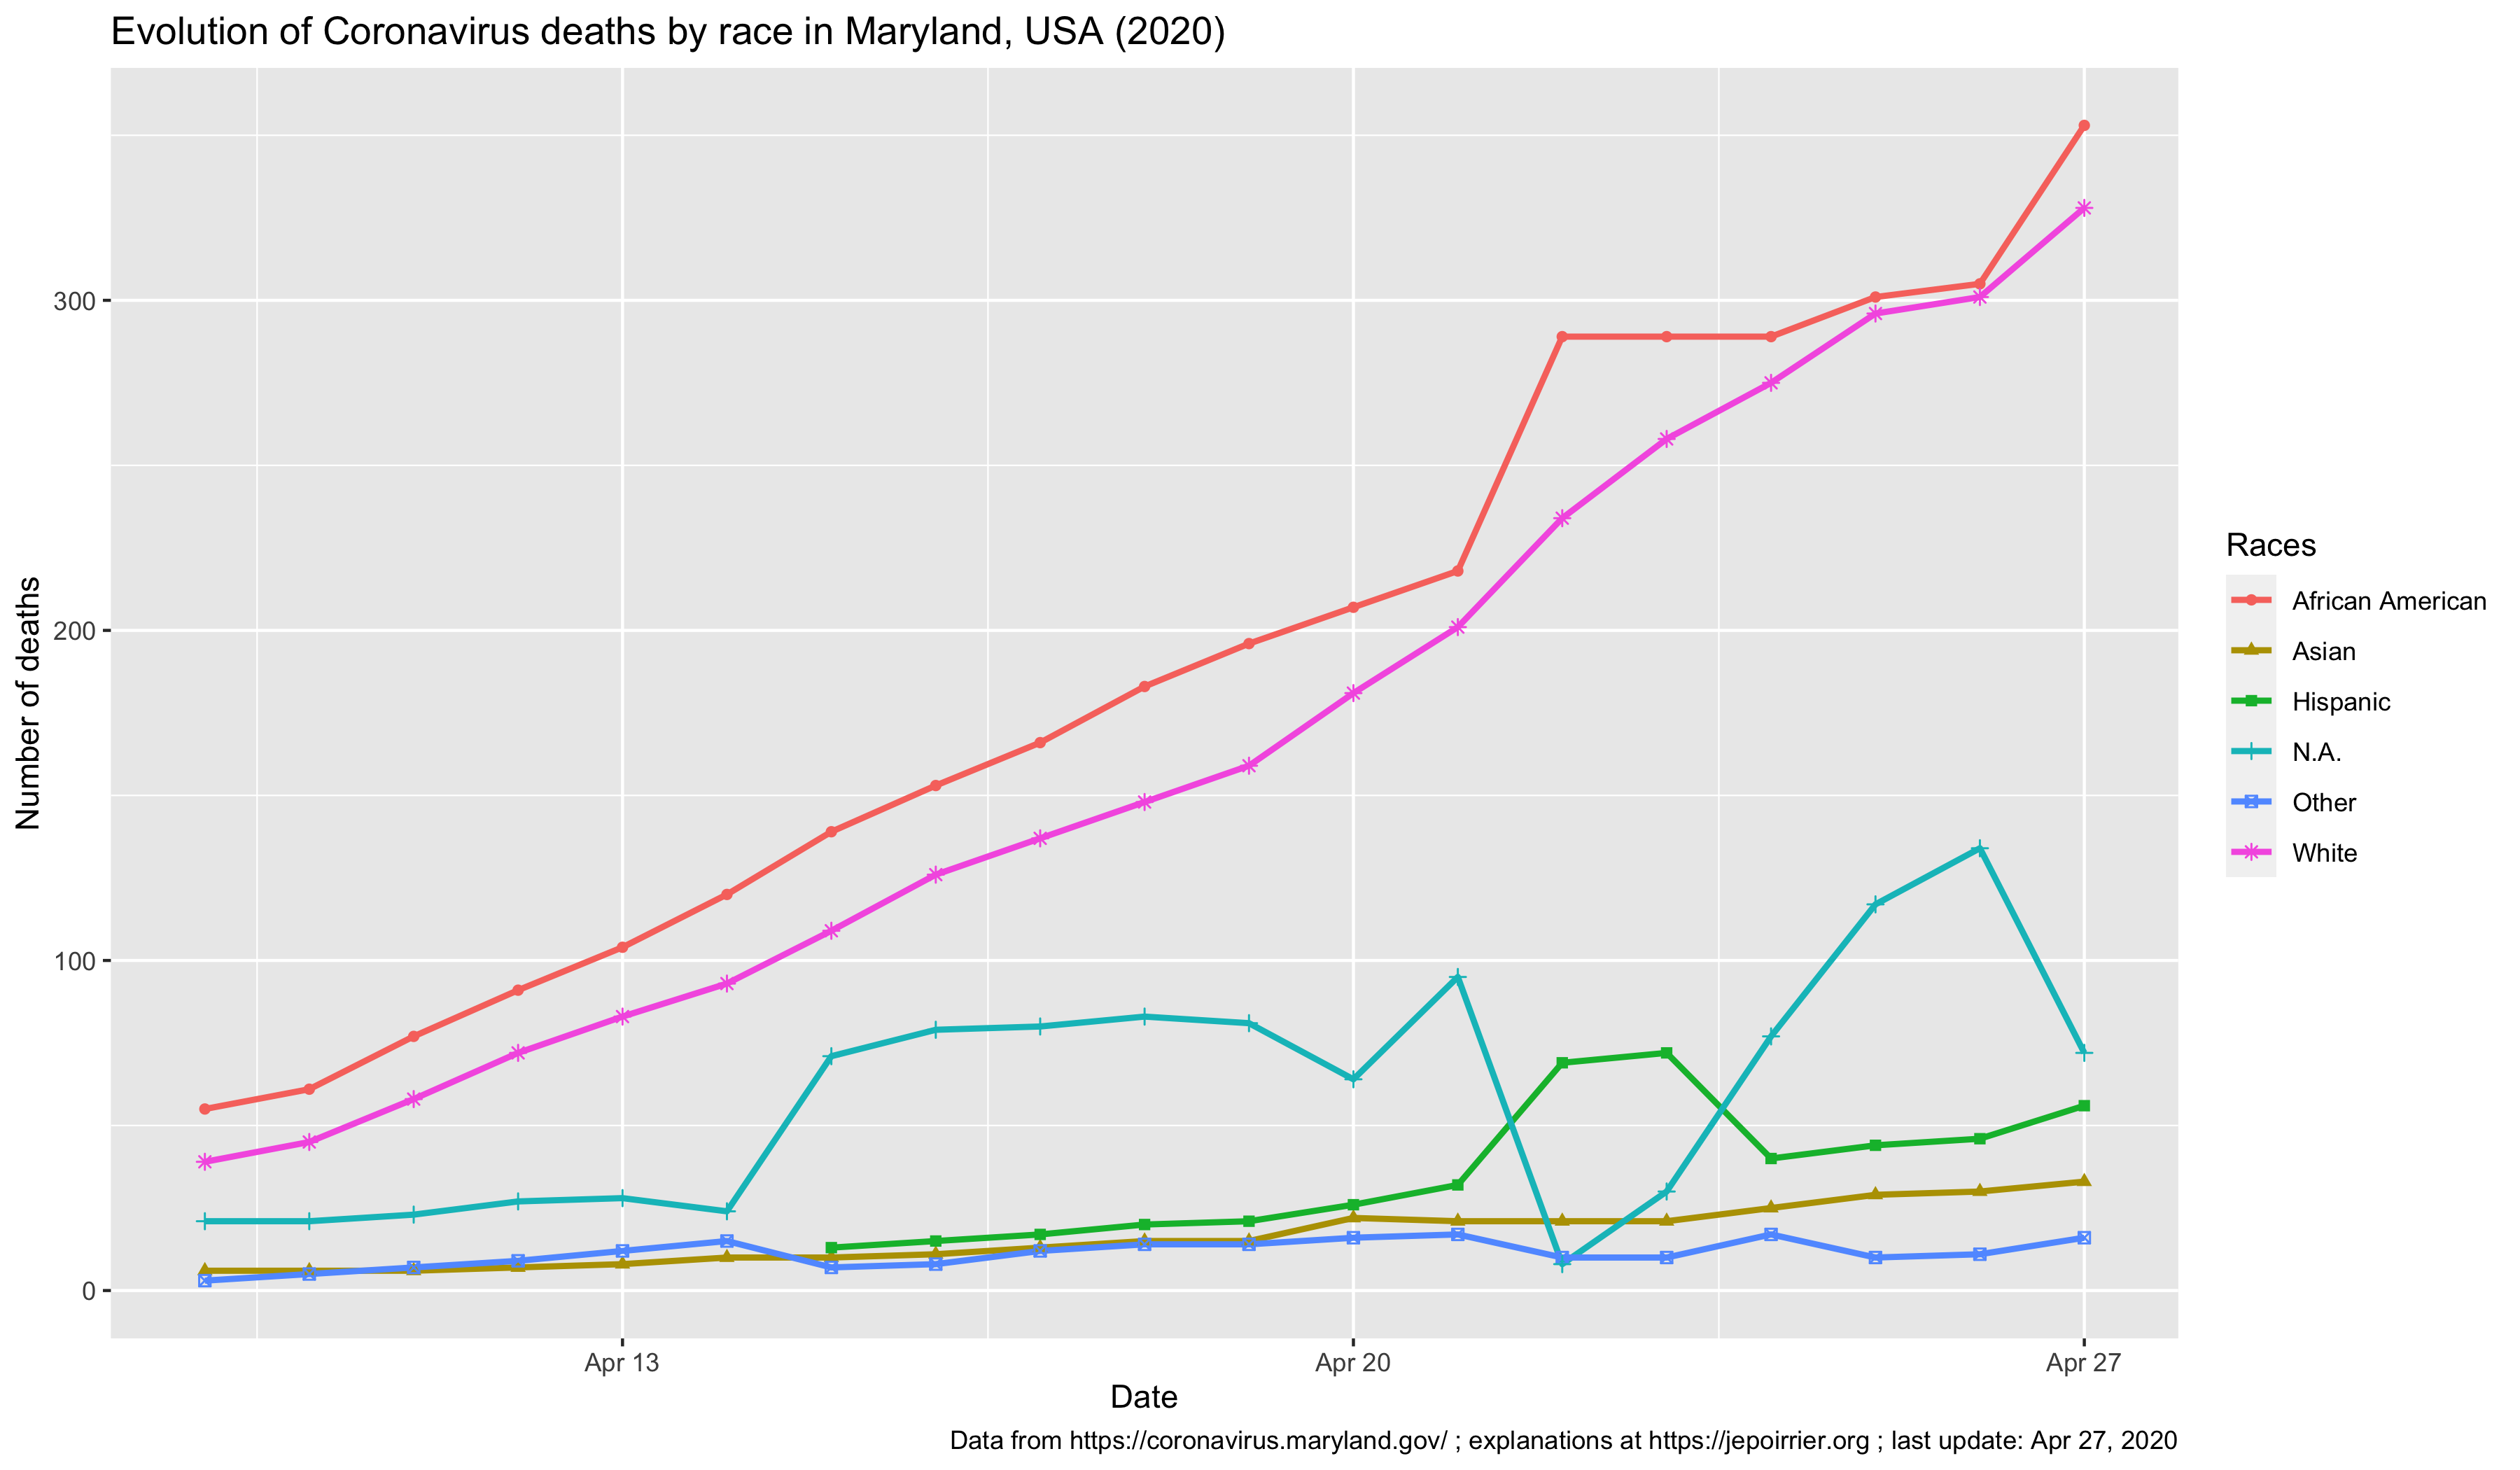 Evolution of Coronavirus deaths by race in Maryland, USA (2020)
Number of deaths
300
200
100
0
Apr 13
Apr 20
Apr 27
Date
Races
African American
Asian
Hispanic
N.A.
Other
White
Data from https://coronavirus.maryland.gov/ ; explanations at https://jepoirrier.org ; last update: Apr 27, 2020